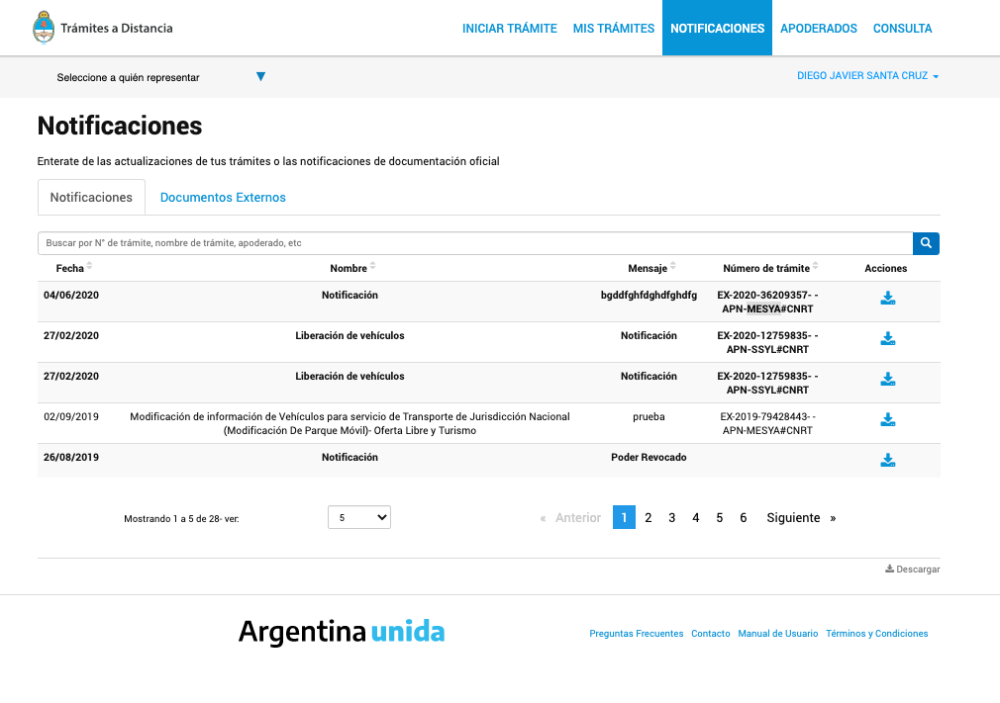 Trámites a Distancia
INICIAR TRÁMITE MIS TRÁMITES NOTIFICACIONES APODERADOS CONSULTA
Seleccione a quién representar
DIEGO JAVIER SANTA CRUZ
Notificaciones
Enterate de las actualizaciones de tus trámites o las notificaciones de documentación oficial
Notificaciones Documentos Externos
Buscar por N° de trámite, nombre de trámite, apoderado, etc
Fecha Nombre Mensaje Número de trámite Acciones
04/06/2020 Notificación bgddfghfdghdfghdfg EX-2020-36209357- -
APN-MESYA#CNRT
27/02/2020 Liberación de vehículos Notificación EX-2020-12759835- -
APN-SSYL#CNRT
27/02/2020 Liberación de vehículos Notificación EX-2020-12759835- -
APN-SSYL#CNRT
02/09/2019 Modificación de información de Vehículos para servicio de Transporte de Jurisdicción Nacional prueba EX-2019-79428443- -
(Modificación De Parque Móvil)- Oferta Libre y Turismo APN-MESYA#CNRT
26/08/2019 Notificación Poder Revocado
Mostrando 1 a 5 de 28- ver: 5 « Anterior 1 2 3 4 5 6 Siguiente »
Descargar
Argentina unida
Preguntas Frecuentes Contacto Manual de Usuario Términos y Condiciones